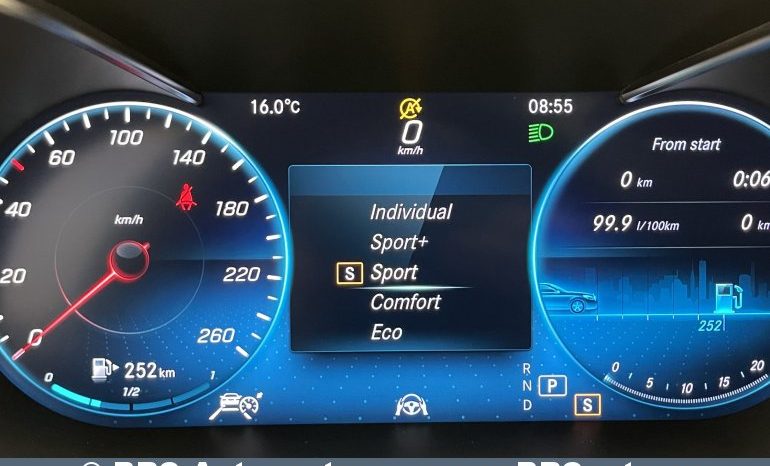 16.0°C
A
08:55
0
km/h
From start
0 km
0:06
99.9 l/100km
0 km
20
40
60
100
140
180
220
260
0
km/h
Individual
Sport+
S Sport
Comfort
Eco
252 km
0
1/2
1
252
R
N
D
P
S
0
5
10
15
20